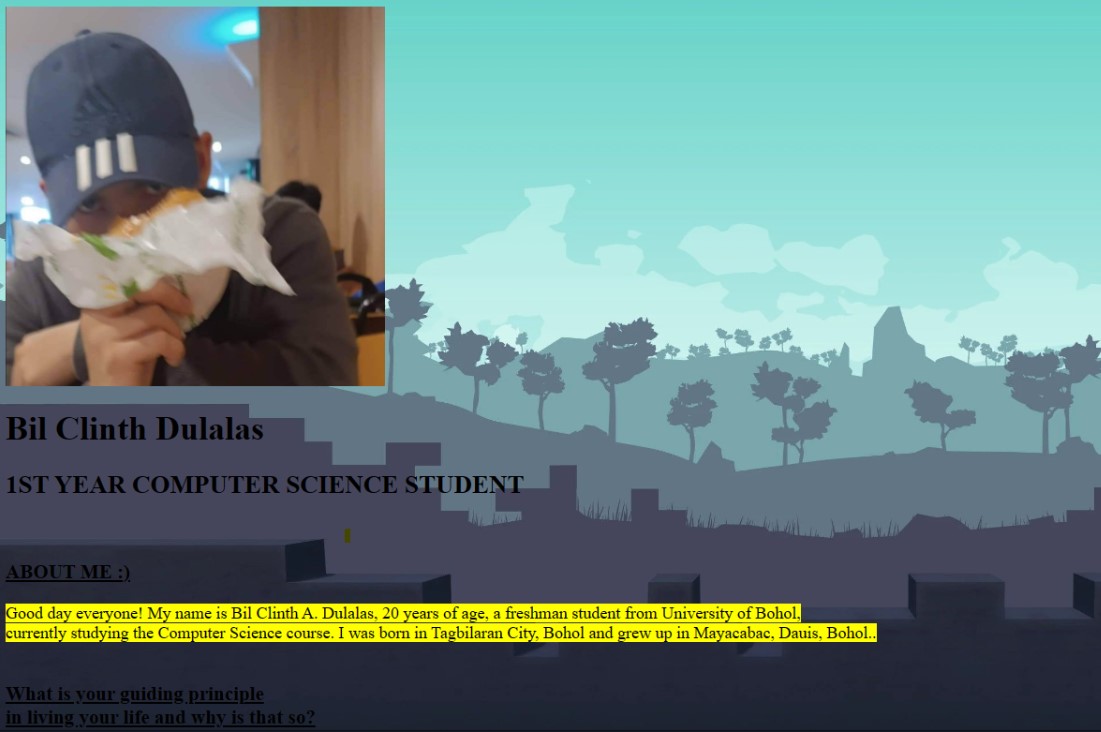 Bil Clinth Dulalas
1ST YEAR COMPUTER SCIENCE STUDENT
ABOUT ME :)
Good day everyone! My name is Bil Clinth A. Dulalas, 20 years of age, a freshman student from University of Bohol,
currently studying the Computer Science course. I was born in Tagbilaran City, Bohol and grew up in Mayacabac, Dauis, Bohol..
What is your guiding principle
in living your life and why is that so?